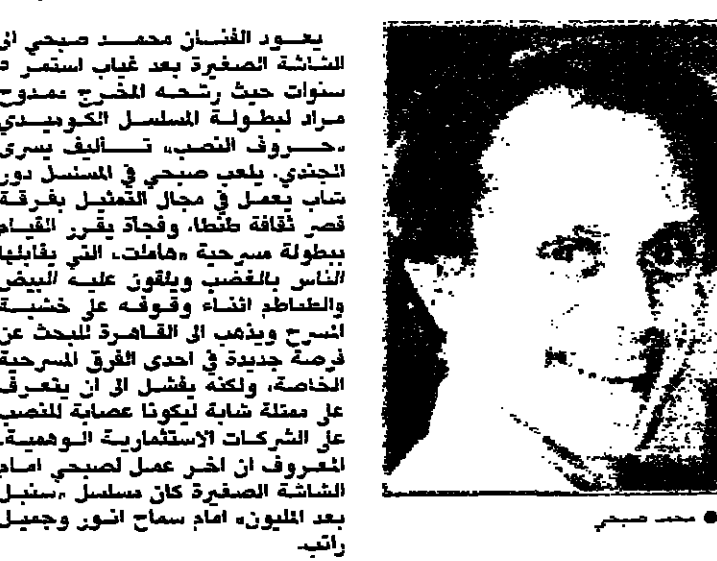 يعود الفنان محمد صبحي الى
الشاشة الصغيرة بعد غياب استمر ٥
سنوات حيث رشحه المخرج ممدوح
مراد لبطولة المسلسل الكوميدي
«حروف النصب» تأليف يسرى
الجندي. يلعب صبحي في المسلسل دور
شاب يعمل في مجال التمثيل بفرقة
قصر ثقافة طنطا، وفجأة يقرر القيام
ببطولة مسرحية «هاملت» التي يقابلها
الناس بالغضب ويلقون عليه البيض
والطماطم اثناء وقوفه على خشبة
المسرح ويذهب الى القاهرة للبحث عن
فرصة جديدة في احدى الفرق المسرحية
الخاصة، ولكنه يفشل الى ان يتعرف
على ممثلة شابة ليكونا عصابة للنصب
على الشركات الاستثمارية الوهمية.
المعروف ان اخر عمل لصبحي امام
الشاشة الصغيرة كان مسلسل «سنبل
بعد المليون» امام سماح انور وجميل
راتب.
● محمد صبحي